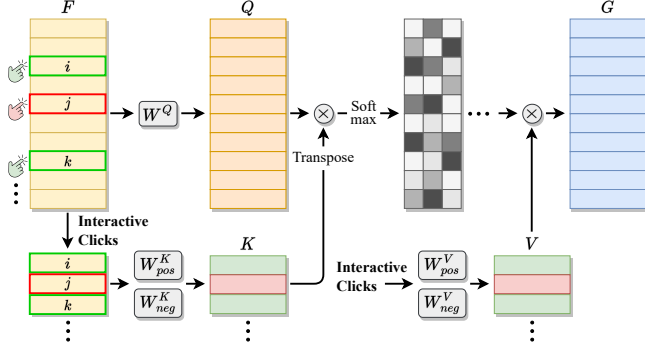 F
Q
G
i
j
k
W^Q
Soft
max
Transpose
Interactive
Clicks
K
V
i
j
k
W^K_pos
W^K_neg
Interactive
Clicks
W^V_pos
W^V_neg